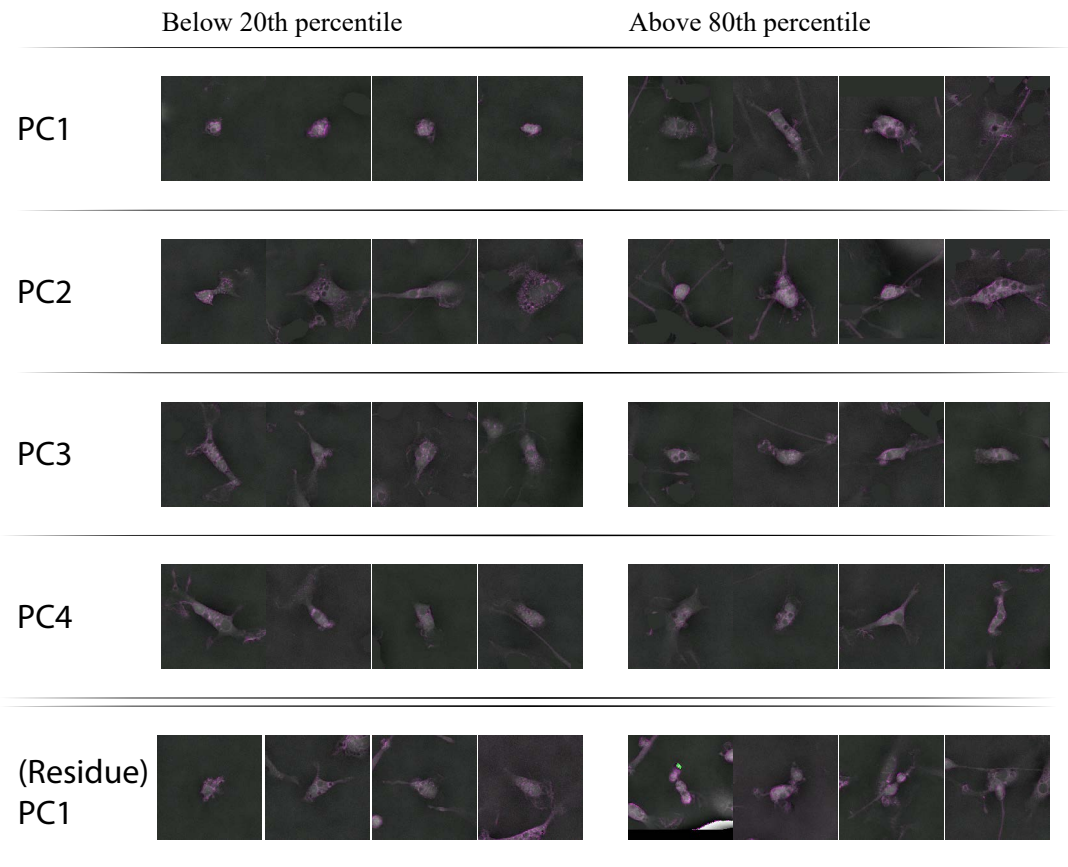 Below 20th percentile
Above 80th percentile
PC1
PC2
PC3
PC4
(Residue)
PC1